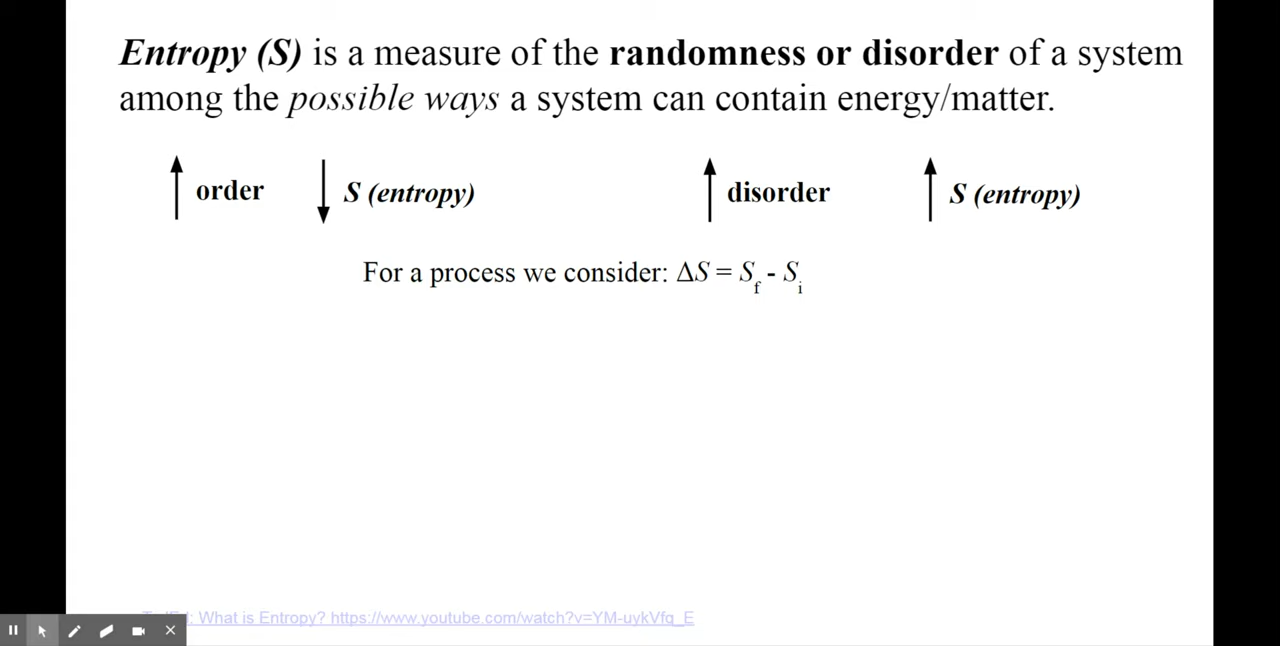 Entropy (S) is a measure of the randomness or disorder of a system
among the possible ways a system can contain energy/matter.
order S (entropy) disorder S (entropy)
For a process we consider: ΔS = Sf - Si
: What is Entropy? https://www.youtube.com/watch?v=YM-uykVfq_E